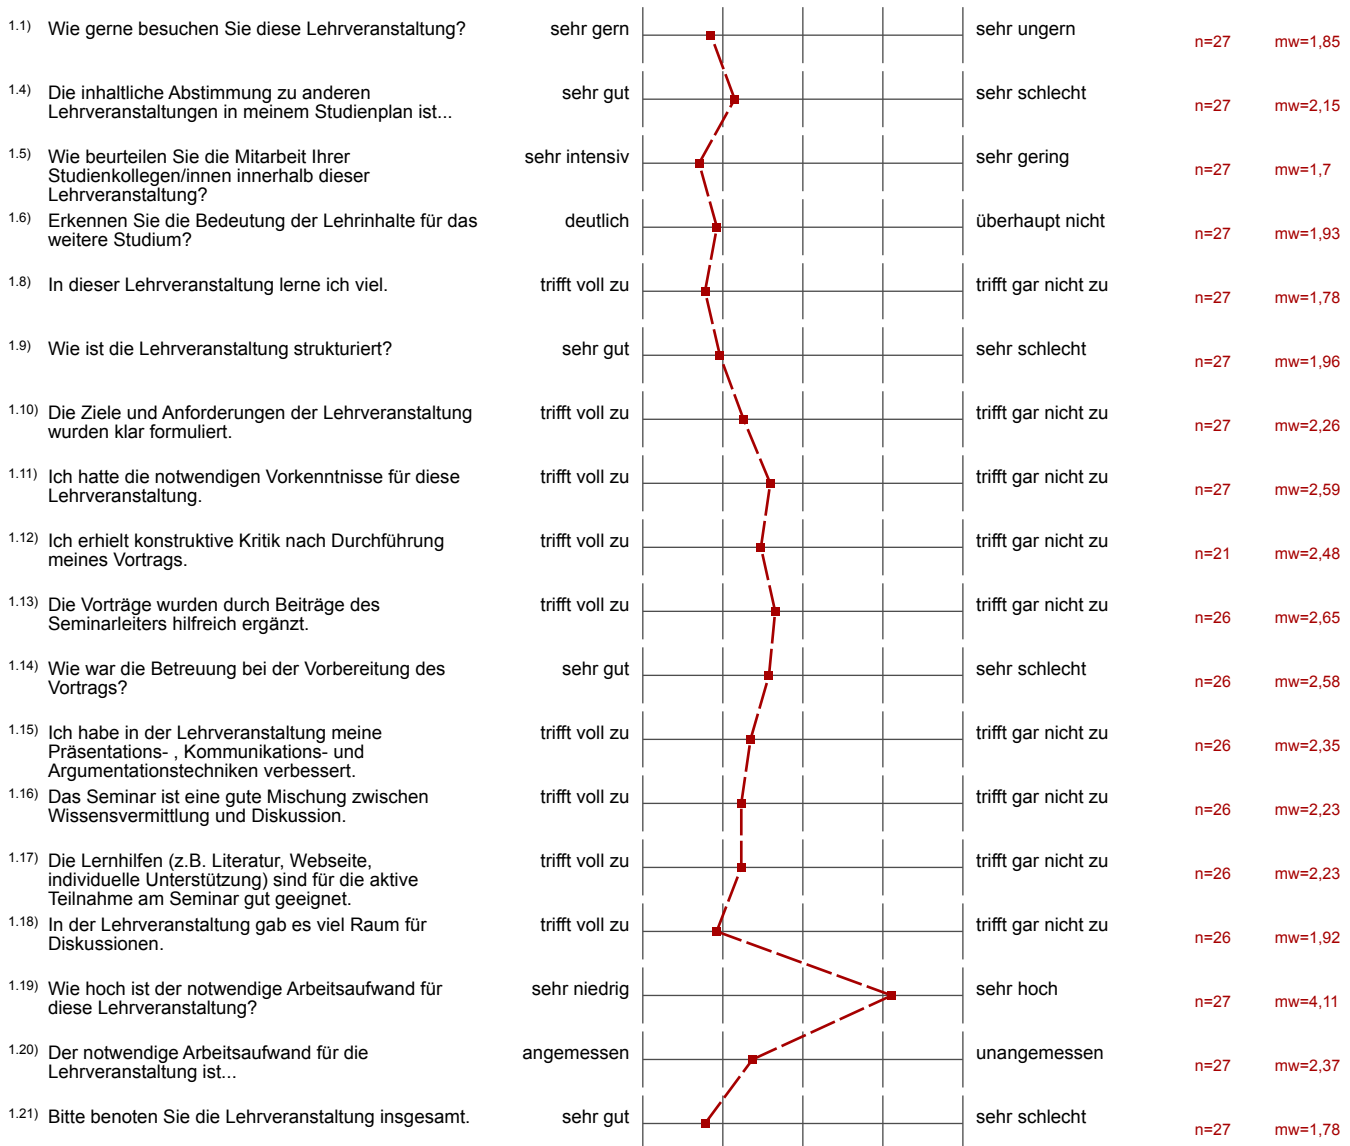 1.1) Wie gerne besuchen Sie diese Lehrveranstaltung? sehr gern sehr ungern n=27 mw=1,85
1.4) Die inhaltliche Abstimmung zu anderen sehr gut sehr schlecht n=27 mw=2,15
Lehrveranstaltungen in meinem Studienplan ist...
1.5) Wie beurteilen Sie die Mitarbeit Ihrer sehr intensiv sehr gering n=27 mw=1,7
Studienkollegen/innen innerhalb dieser
Lehrveranstaltung?
1.6) Erkennen Sie die Bedeutung der Lehrinhalte für das deutlich überhaupt nicht n=27 mw=1,93
weitere Studium?
1.8) In dieser Lehrveranstaltung lerne ich viel. trifft voll zu trifft gar nicht zu n=27 mw=1,78
1.9) Wie ist die Lehrveranstaltung strukturiert? sehr gut sehr schlecht n=27 mw=1,96
1.10) Die Ziele und Anforderungen der Lehrveranstaltung trifft voll zu trifft gar nicht zu n=27 mw=2,26
wurden klar formuliert.
1.11) Ich hatte die notwendigen Vorkenntnisse für diese trifft voll zu trifft gar nicht zu n=27 mw=2,59
Lehrveranstaltung.
1.12) Ich erhielt konstruktive Kritik nach Durchführung trifft voll zu trifft gar nicht zu n=21 mw=2,48
meines Vortrags.
1.13) Die Vorträge wurden durch Beiträge des trifft voll zu trifft gar nicht zu n=26 mw=2,65
Seminarleiters hilfreich ergänzt.
1.14) Wie war die Betreuung bei der Vorbereitung des sehr gut sehr schlecht n=26 mw=2,58
Vortrags?
1.15) Ich habe in der Lehrveranstaltung meine trifft voll zu trifft gar nicht zu n=26 mw=2,35
Präsentations- , Kommunikations- und
Argumentationstechniken verbessert.
1.16) Das Seminar ist eine gute Mischung zwischen trifft voll zu trifft gar nicht zu n=26 mw=2,23
Wissensvermittlung und Diskussion.
1.17) Die Lernhilfen (z.B. Literatur, Webseite, trifft voll zu trifft gar nicht zu n=26 mw=2,23
individuelle Unterstützung) sind für die aktive
Teilnahme am Seminar gut geeignet.
1.18) In der Lehrveranstaltung gab es viel Raum für trifft voll zu trifft gar nicht zu n=26 mw=1,92
Diskussionen.
1.19) Wie hoch ist der notwendige Arbeitsaufwand für sehr niedrig sehr hoch n=27 mw=4,11
diese Lehrveranstaltung?
1.20) Der notwendige Arbeitsaufwand für die angemessen unangemessen n=27 mw=2,37
Lehrveranstaltung ist...
1.21) Bitte benoten Sie die Lehrveranstaltung insgesamt. sehr gut sehr schlecht n=27 mw=1,78